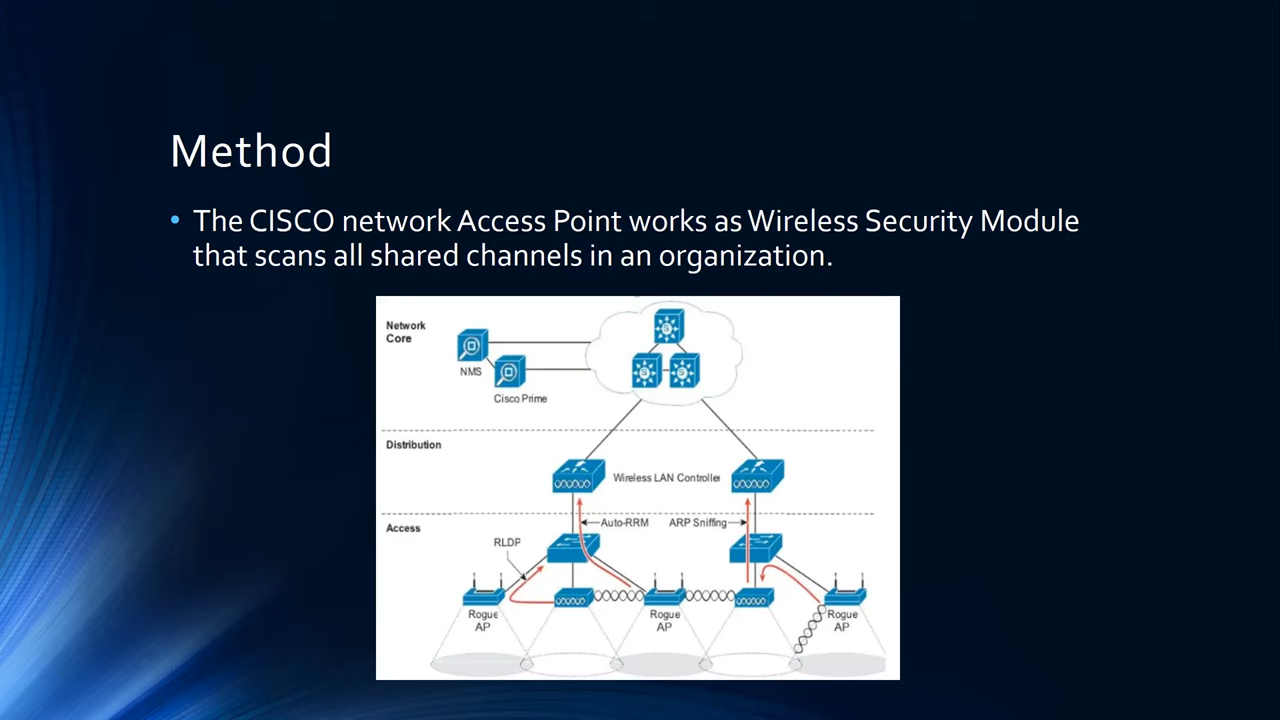 Method
• The CISCO network Access Point works as Wireless Security Module
that scans all shared channels in an organization.
Network
Core
NMS
Cisco Prime
S
S
S
Distribution
Wireless LAN Controller
Access
Auto-RRM
ARP Sniffing
RLDP
Rogue
AP
Rogue
AP
Rogue
AP